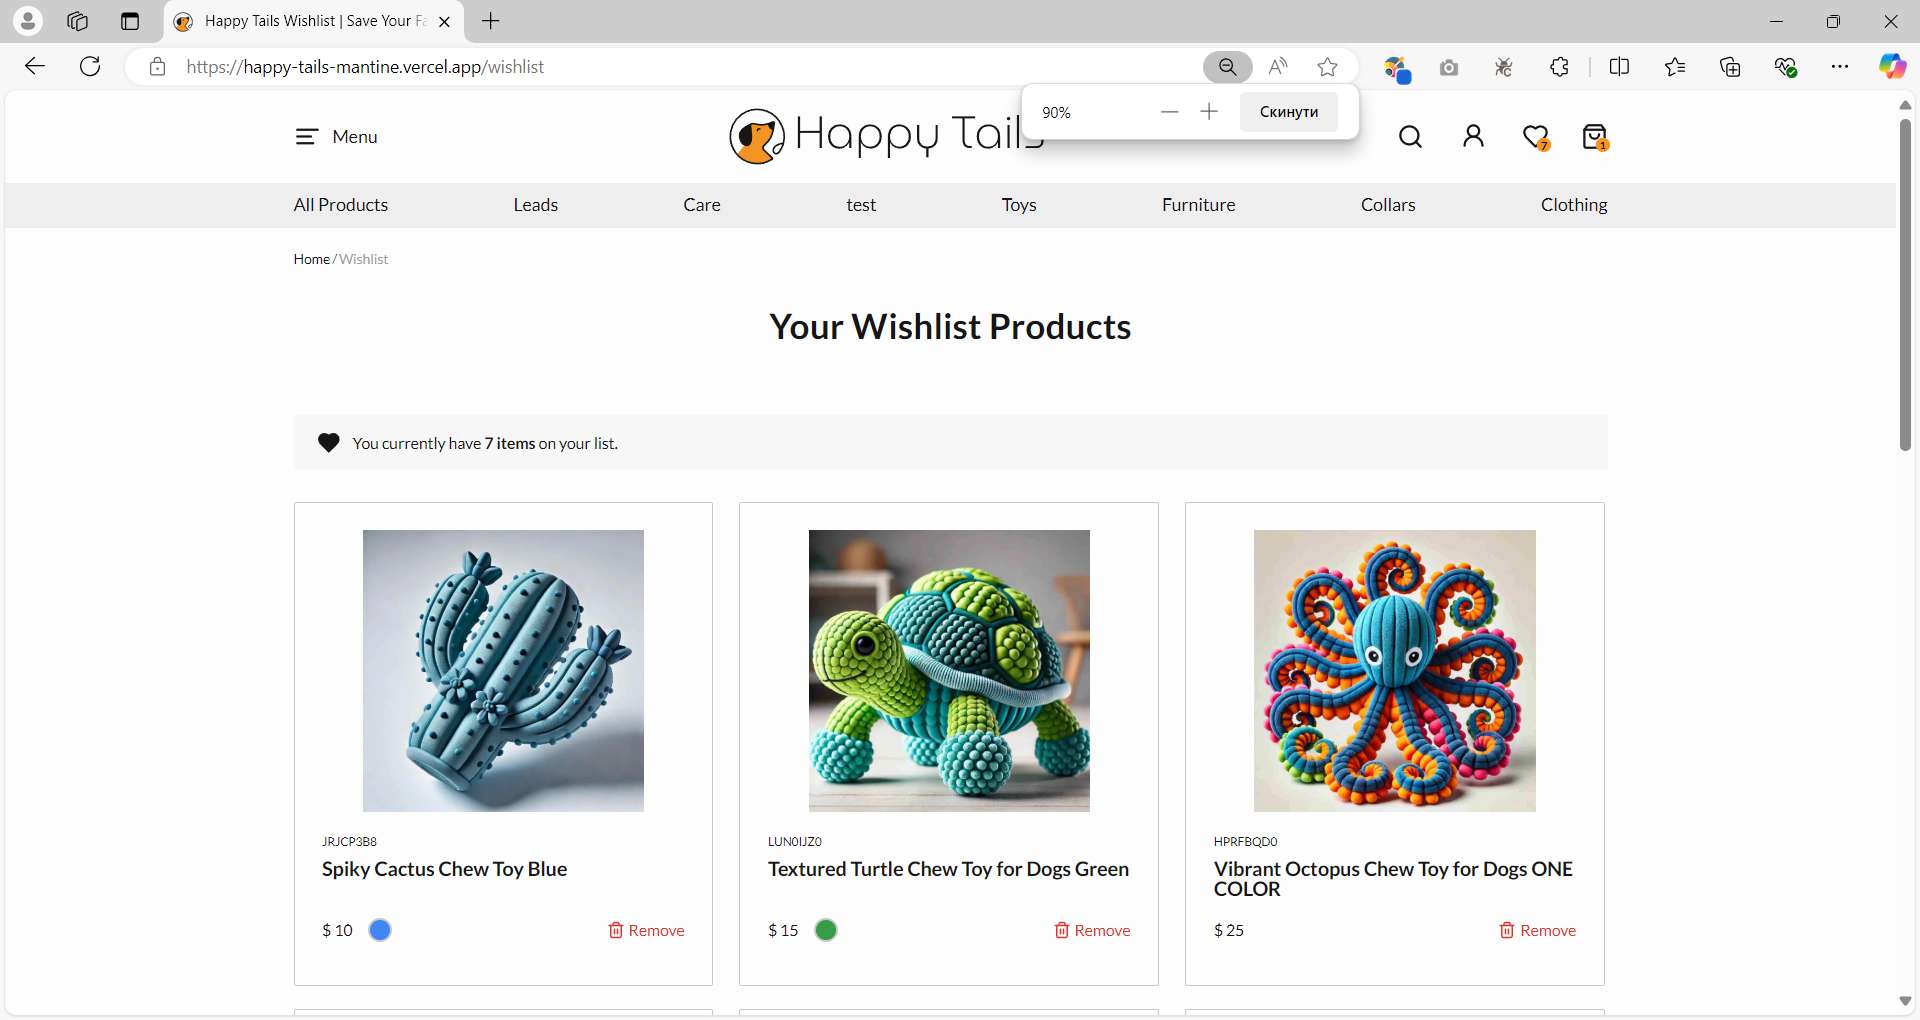 Happy Tails Wishlist | Save Your Fa
https://happy-tails-mantine.vercel.app/wishlist
90%
Скинути
Menu
Happy Tails
7
1
All Products
Leads
Care
test
Toys
Furniture
Collars
Clothing
Home / Wishlist
Your Wishlist Products
You currently have 7 items on your list.
JRJCP3B8
Spiky Cactus Chew Toy Blue
$ 10
Remove
LUN0IJZ0
Textured Turtle Chew Toy for Dogs Green
$ 15
Remove
HPRFBQD0
Vibrant Octopus Chew Toy for Dogs ONE
COLOR
$ 25
Remove